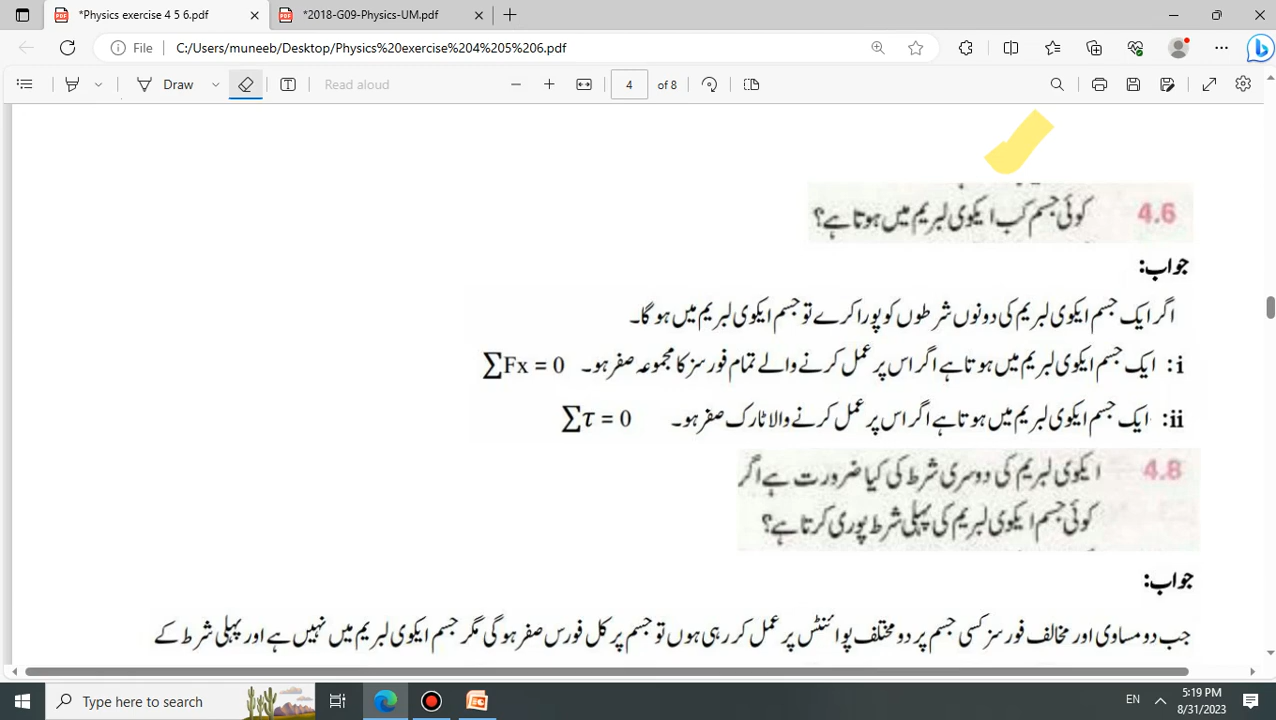 *Physics exercise 4 5 6.pdf
*2018-G09-Physics-UM.pdf
File C:/Users/muneeb/Desktop/Physics%20exercise%204%205%206.pdf
Draw Read aloud 4 of 8
4.6 کوئی جسم کب ایکوی لبریم میں ہوتا ہے؟
جواب:
اگر ایک جسم ایکوی لبریم کی دونوں شرطوں کو پورا کرے تو جسم ایکوی لبریم میں ہو گا۔
i: ایک جسم ایکوی لبریم میں ہوتا ہے اگر اس پر عمل کرنے والے تمام فورسز کا مجموعہ صفر ہو۔ ∑Fx = 0
ii: ایک جسم ایکوی لبریم میں ہوتا ہے اگر اس پر عمل کرنے والا ٹارک صفر ہو۔ ∑τ = 0
4.8 ایکوی لبریم کی دوسری شرط کی کیا ضرورت ہے اگر
کوئی جسم ایکوی لبریم کی پہلی شرط پوری کرتا ہے؟
جواب:
جب دو مساوی اور مخالف فورسز کسی جسم پر دو مختلف پوائنٹس پر عمل کر رہی ہوں تو جسم پر کل فورس صفر ہو گی مگر جسم ایکوی لبریم میں نہیں ہے اور پہلی شرط کے
Type here to search
EN
5:19 PM
8/31/2023